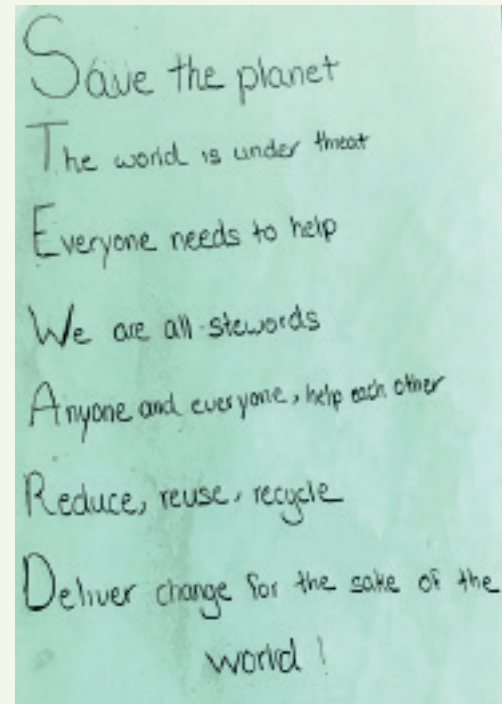 Save the planet
The world is under threat
Everyone needs to help
We are all stewards
Anyone and everyone, help each other
Reduce, reuse, recycle
Deliver change for the sake of the
world!